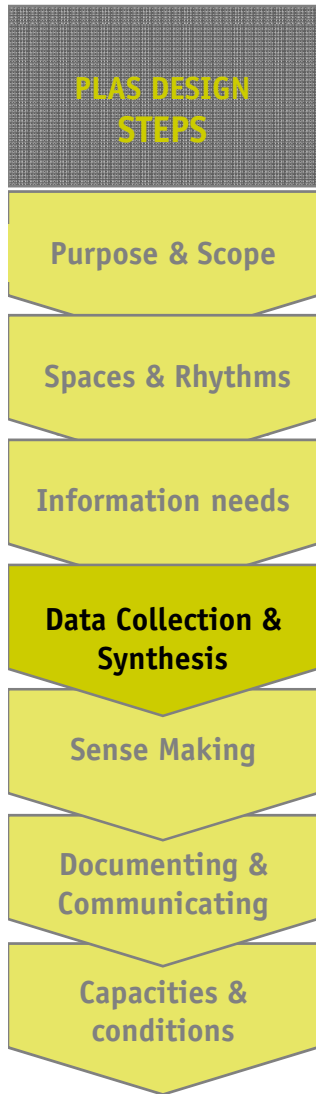 PLAS DESIGN
STEPS
Purpose & Scope
Spaces & Rhythms
Information needs
Data Collection &
Synthesis
Sense Making
Documenting &
Communicating
Capacities &
conditions